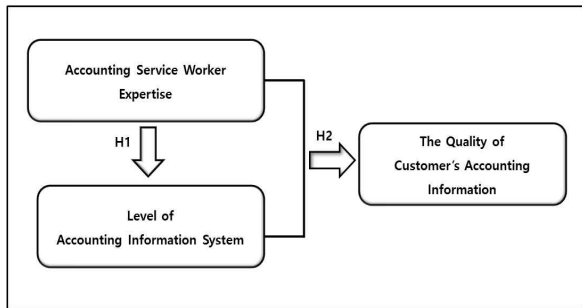 Accounting Service Worker
Expertise
H1
H2
The Quality of
Customer's Accounting
Information
Level of
Accounting Information System